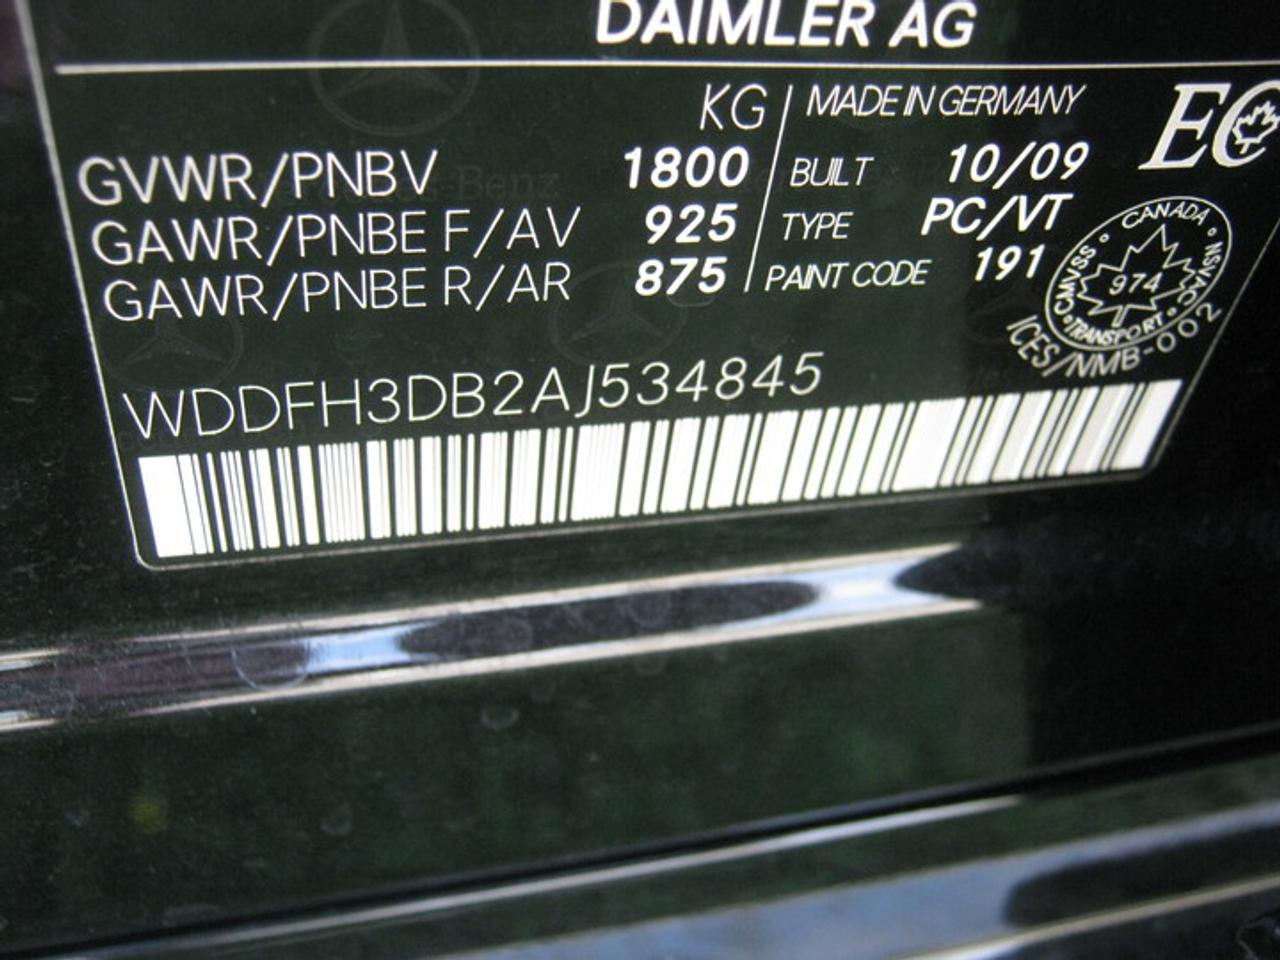 DAIMLER AG
KG MADE IN GERMANY EC
GVWR/PNBV 1800 BUILT 10/09
GAWR/PNBE F/AV 925 TYPE PC/VT
GAWR/PNBE R/AR 875 PAINT CODE 191
CANADA NSVAC TRANSPORT CMVSS
974
ICES/NMB-002
WDDFH3DB2AJ534845